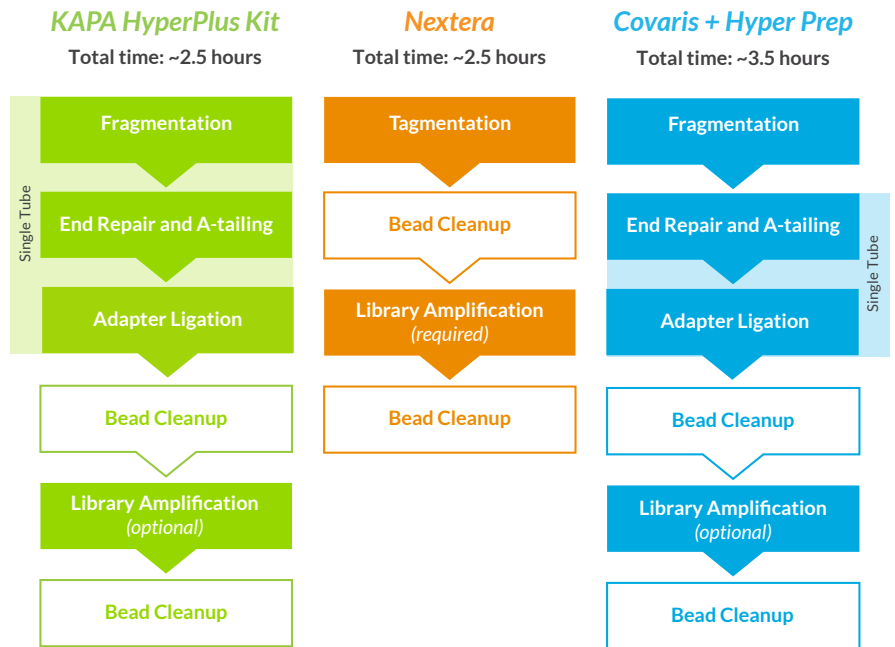 KAPA HyperPlus Kit
Total time: ~2.5 hours
Single Tube
Fragmentation
End Repair and A-tailing
Adapter Ligation
Bead Cleanup
Library Amplification
(optional)
Bead Cleanup
Nextera
Total time: ~2.5 hours
Tagmentation
Bead Cleanup
Library Amplification
(required)
Bead Cleanup
Covaris + Hyper Prep
Total time: ~3.5 hours
Fragmentation
End Repair and A-tailing
Adapter Ligation
Single Tube
Bead Cleanup
Library Amplification
(optional)
Bead Cleanup